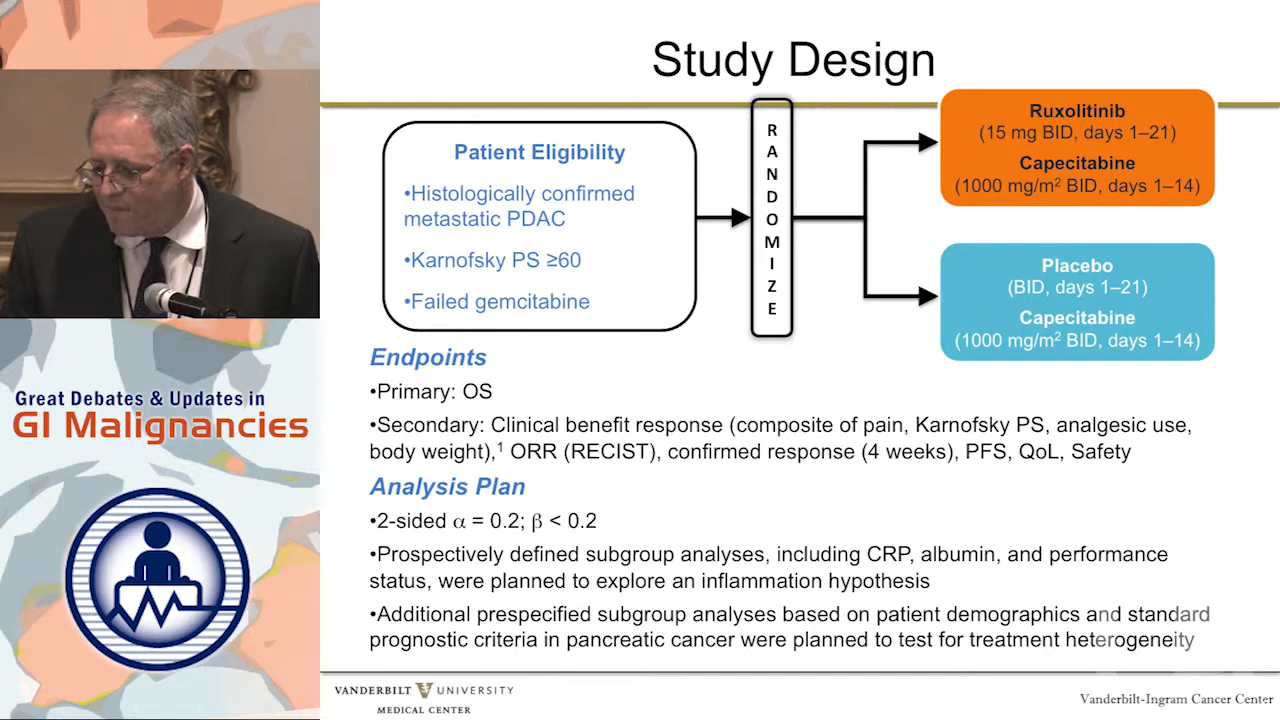 Study Design
Patient Eligibility
•Histologically confirmed
metastatic PDAC
•Karnofsky PS ≥60
•Failed gemcitabine
RANDOMIZE
Ruxolitinib
(15 mg BID, days 1–21)
Capecitabine
(1000 mg/m² BID, days 1–14)
Placebo
(BID, days 1–21)
Capecitabine
(1000 mg/m² BID, days 1–14)
Endpoints
•Primary: OS
•Secondary: Clinical benefit response (composite of pain, Karnofsky PS, analgesic use,
body weight),¹ ORR (RECIST), confirmed response (4 weeks), PFS, QoL, Safety
Analysis Plan
•2-sided α = 0.2; β < 0.2
•Prospectively defined subgroup analyses, including CRP, albumin, and performance
status, were planned to explore an inflammation hypothesis
•Additional prespecified subgroup analyses based on patient demographics and standard
prognostic criteria in pancreatic cancer were planned to test for treatment heterogeneity
Great Debates & Updates in
GI Malignancies
VANDERBILT UNIVERSITY
MEDICAL CENTER
Vanderbilt-Ingram Cancer Center